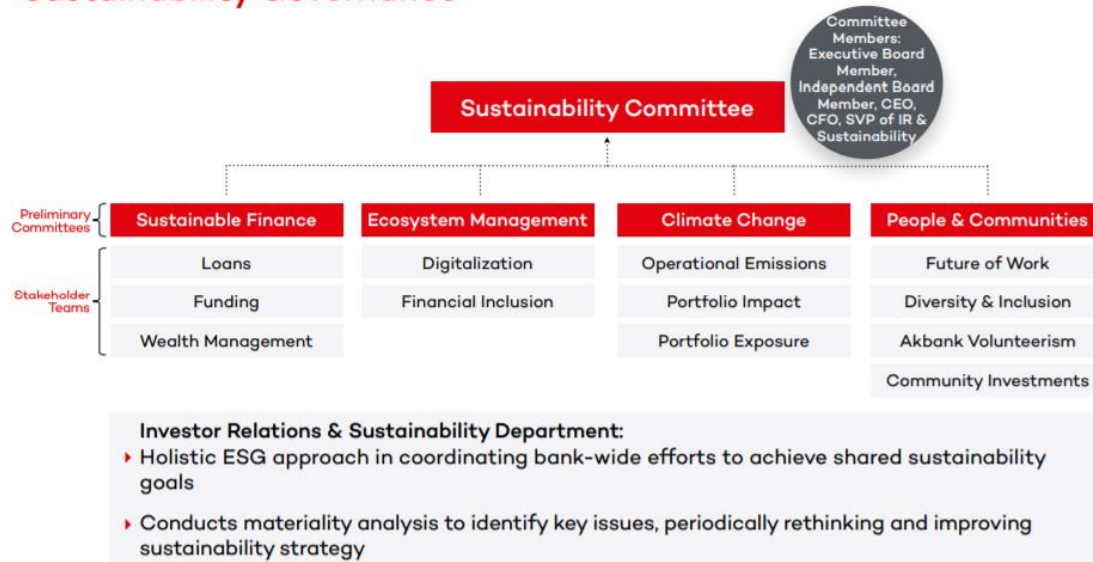 Sustainability Governance
Committee
Members:
Executive Board
Member,
Independent Board
Member, CEO,
CFO, SVP of IR &
Sustainability
Sustainability Committee
Preliminary
Committees
Sustainable Finance
Ecosystem Management
Climate Change
People & Communities
Stakeholder
Teams
Loans
Digitalization
Operational Emissions
Future of Work
Funding
Financial Inclusion
Portfolio Impact
Diversity & Inclusion
Wealth Management
Portfolio Exposure
Akbank Volunteerism
Community Investments
Investor Relations & Sustainability Department:
Holistic ESG approach in coordinating bank-wide efforts to achieve shared sustainability
goals
Conducts materiality analysis to identify key issues, periodically rethinking and improving
sustainability strategy